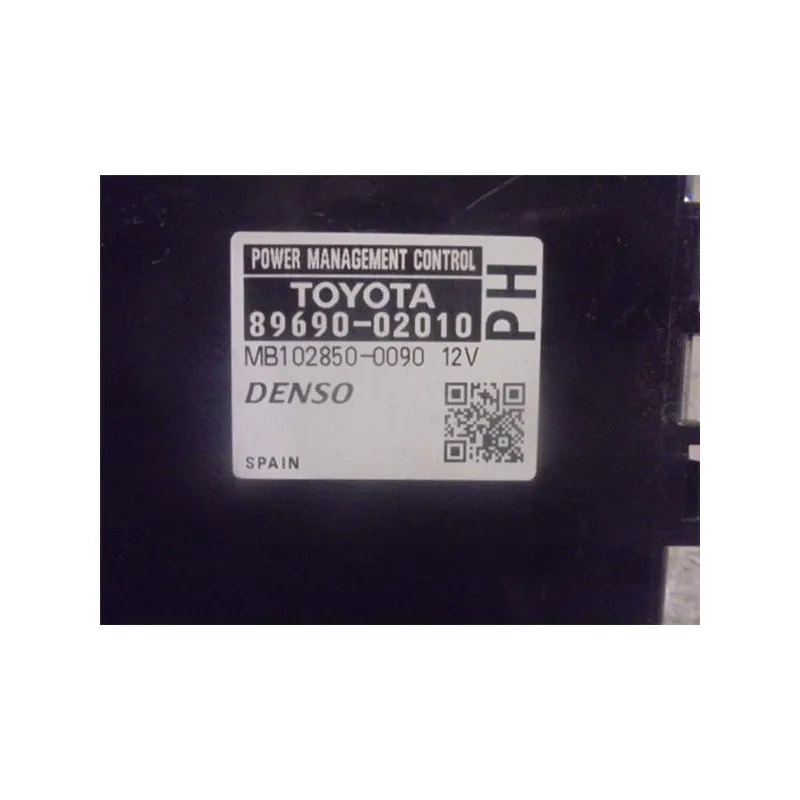 POWER MANAGEMENT CONTROL
TOYOTA
89690-02010
PH
MB102850-0090 12V
DENSO
SPAIN